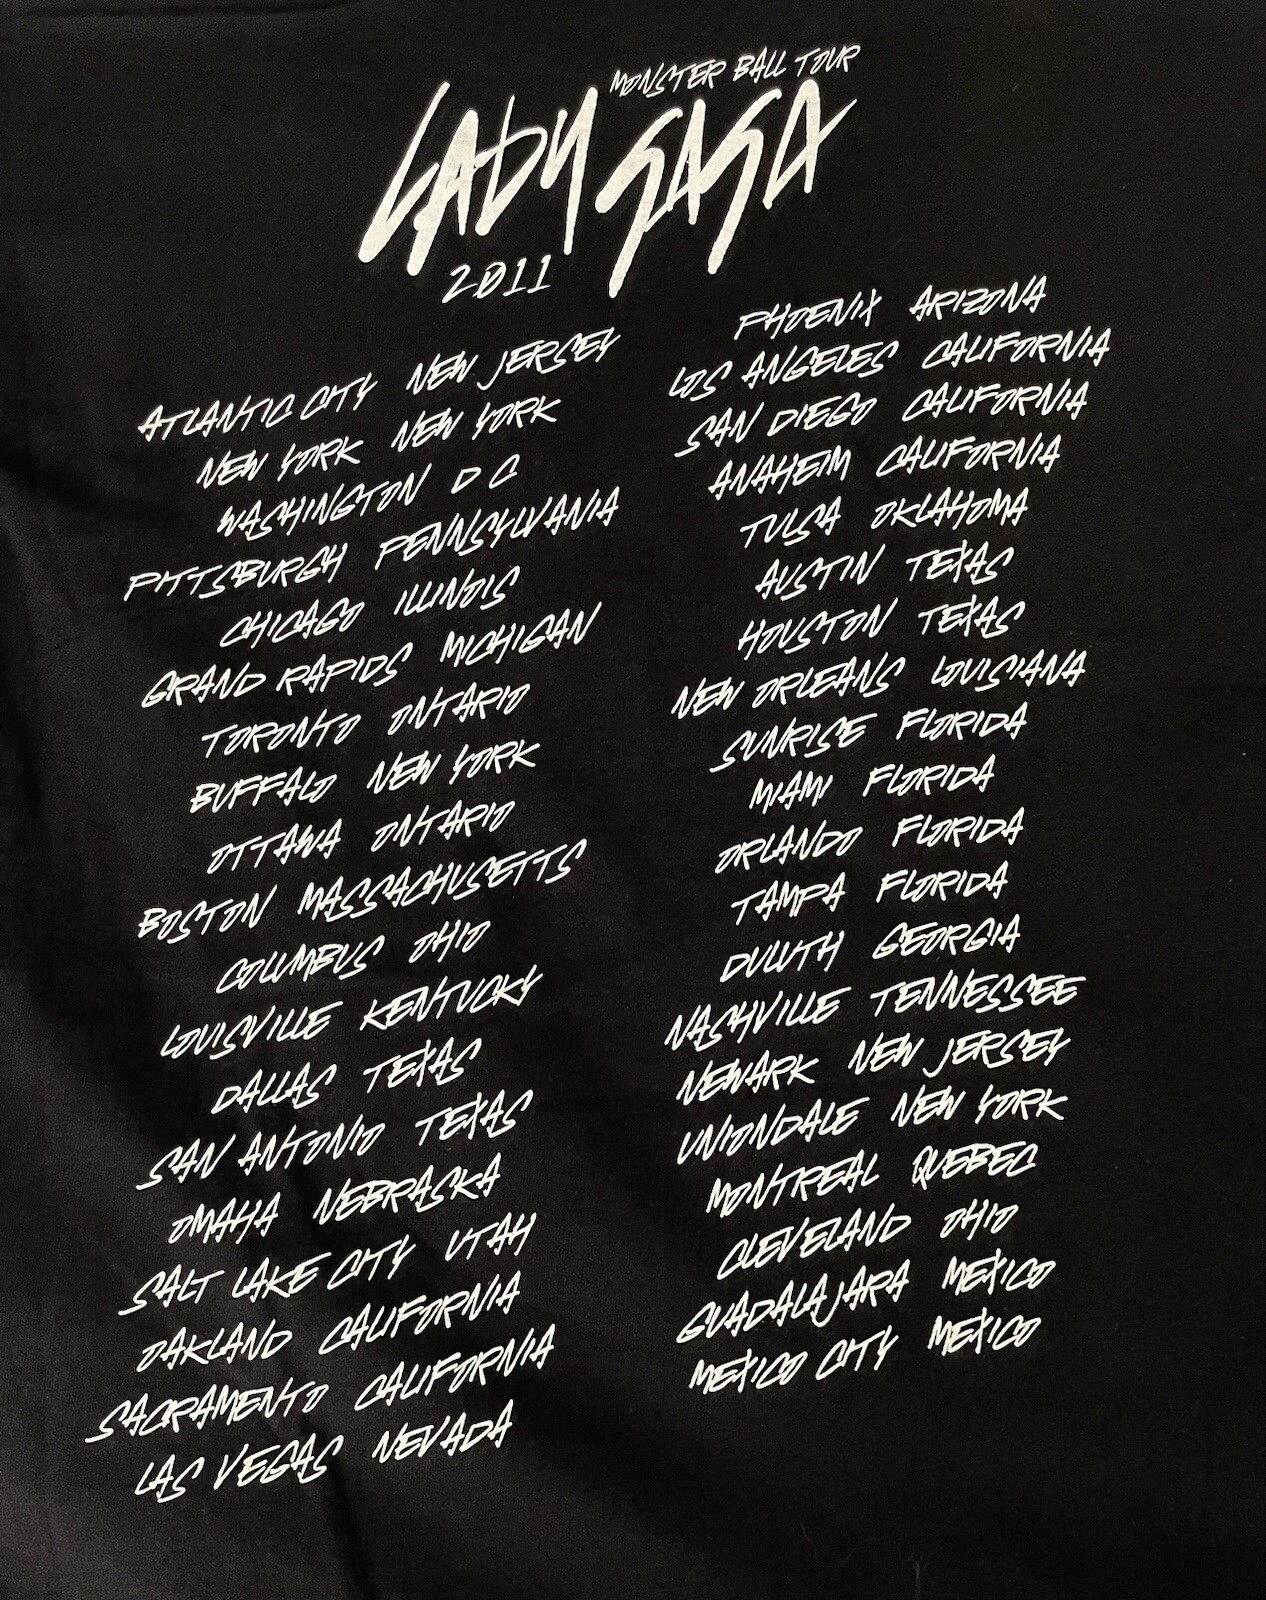 MONSTER BALL TOUR
LADY GAGA
2011
ATLANTIC CITY NEW JERSEY
NEW YORK NEW YORK
WASHINGTON D C
PITTSBURGH PENNSYLVANIA
CHICAGO ILLINOIS
GRAND RAPIDS MICHIGAN
TORONTO ONTARIO
BUFFALO NEW YORK
OTTAWA ONTARIO
BOSTON MASSACHUSETTS
COLUMBUS OHIO
LOUISVILLE KENTUCKY
DALLAS TEXAS
SAN ANTONIO TEXAS
OMAHA NEBRASKA
SALT LAKE CITY UTAH
OAKLAND CALIFORNIA
SACRAMENTO CALIFORNIA
LAS VEGAS NEVADA
PHOENIX ARIZONA
LOS ANGELES CALIFORNIA
SAN DIEGO CALIFORNIA
ANAHEIM CALIFORNIA
TULSA OKLAHOMA
AUSTIN TEXAS
HOUSTON TEXAS
NEW ORLEANS LOUISIANA
SUNRISE FLORIDA
MIAMI FLORIDA
ORLANDO FLORIDA
TAMPA FLORIDA
DULUTH GEORGIA
NASHVILLE TENNESSEE
NEWARK NEW JERSEY
UNIONDALE NEW YORK
MONTREAL QUEBEC
CLEVELAND OHIO
GUADALAJARA MEXICO
MEXICO CITY MEXICO